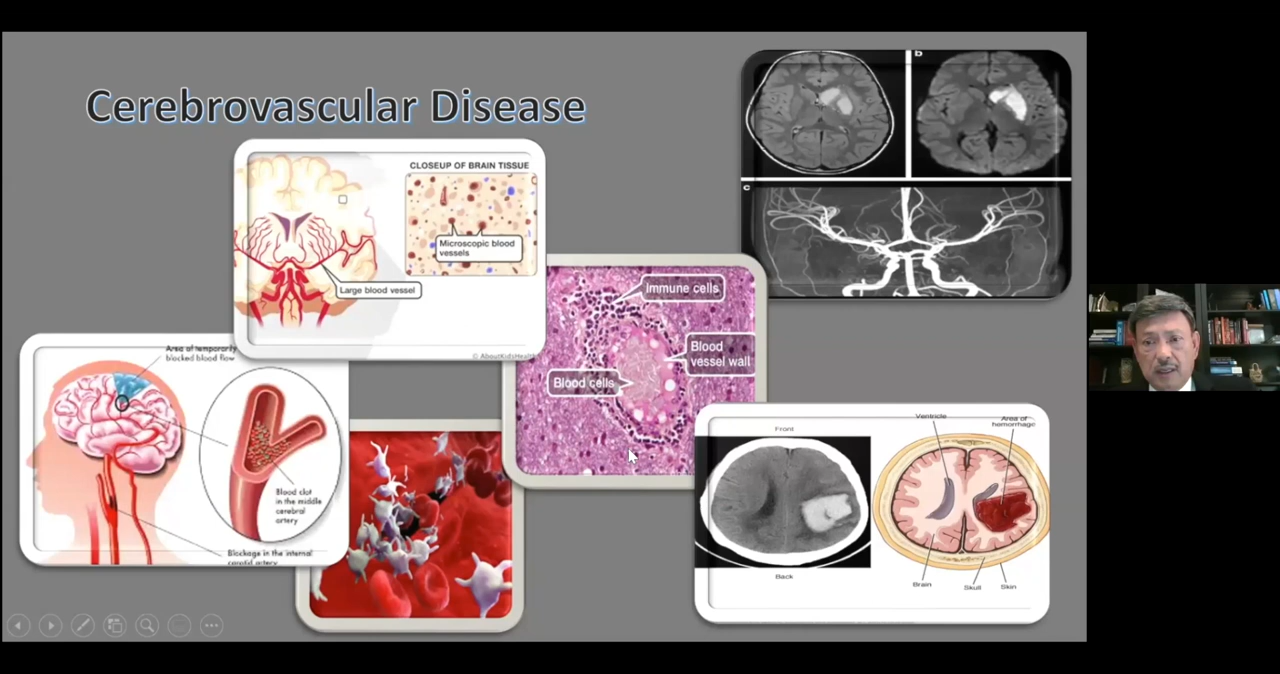 Cerebrovascular Disease
b
c
CLOSEUP OF BRAIN TISSUE
Microscopic blood
vessels
Large blood vessel
Immune cells
Blood
vessel wall
Blood cells
Area of temporarily
blocked blood flow
Blood clot
in the middle
cerebral
artery
Blockage in the internal
carotid artery
Front
Back
Ventricle
Area of
hemorrhage
Brain
Skull
Skin